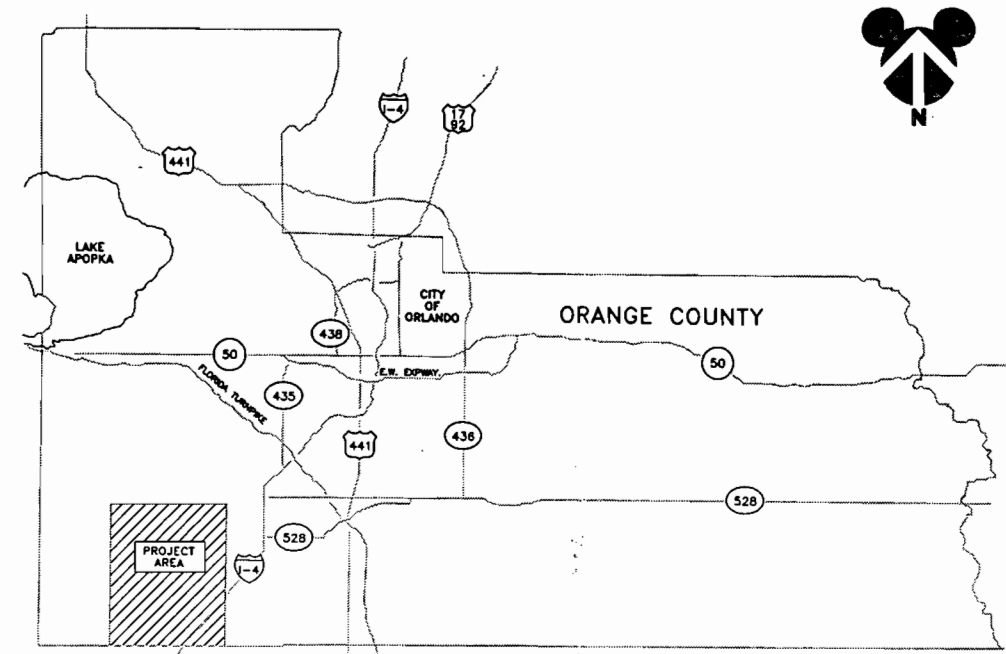 N
I-4
17
92
441
LAKE
APOPKA
CITY
OF
ORLANDO
ORANGE COUNTY
438
50
50
E.W. EXPWAY.
FLORIDA TURNPIKE
435
441
436
528
528
PROJECT
AREA
I-4